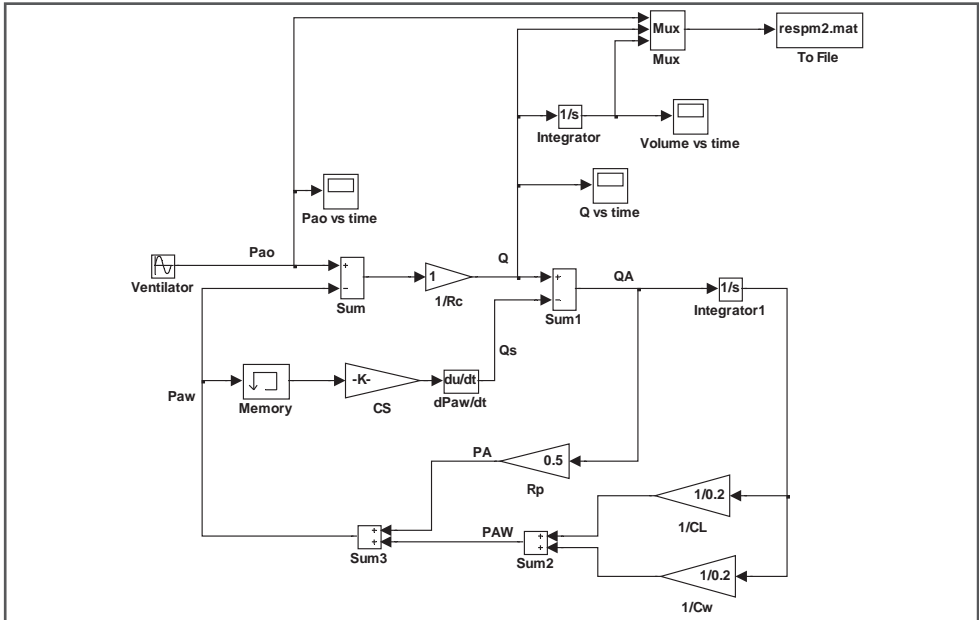 Mux
Mux
respm2.mat
To File
1/s
Integrator
Volume vs time
Pao vs time
Q vs time
Ventilator
Pao
+
−
Sum
1
1/Rc
Q
+
−
Sum1
QA
1/s
Integrator1
Qs
Paw
Memory
-K-
CS
du/dt
dPaw/dt
PA
0.5
Rp
1/0.2
1/CL
+
+
Sum3
PAW
+
+
Sum2
1/0.2
1/Cw